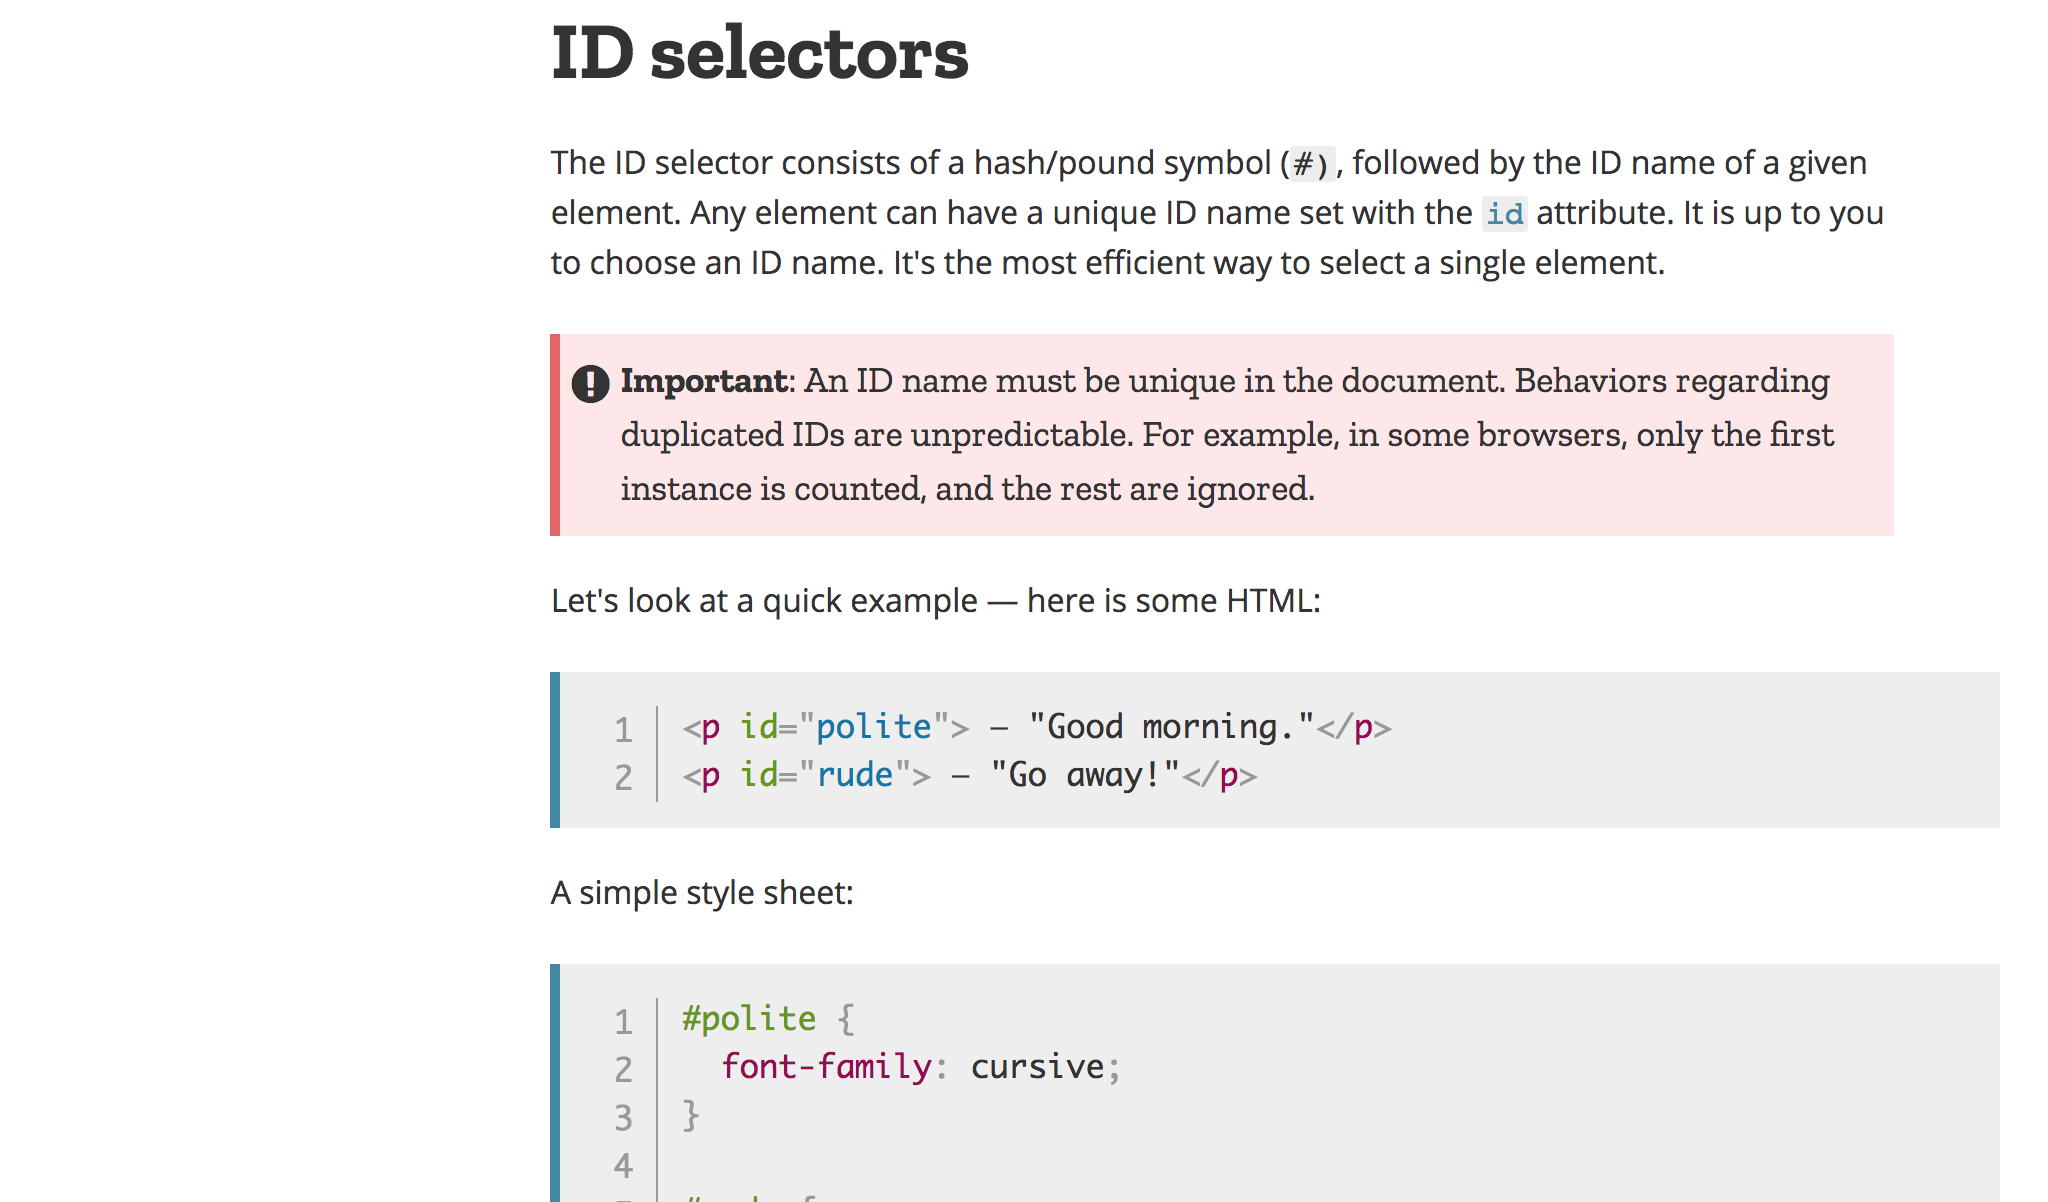 ID selectors
The ID selector consists of a hash/pound symbol (#), followed by the ID name of a given
element. Any element can have a unique ID name set with the id attribute. It is up to you
to choose an ID name. It's the most efficient way to select a single element.
Important: An ID name must be unique in the document. Behaviors regarding
duplicated IDs are unpredictable. For example, in some browsers, only the first
instance is counted, and the rest are ignored.
Let's look at a quick example — here is some HTML:
1 <p id="polite"> — "Good morning."</p>
2 <p id="rude"> — "Go away!"</p>
A simple style sheet:
1 #polite {
2   font-family: cursive;
3 }
4